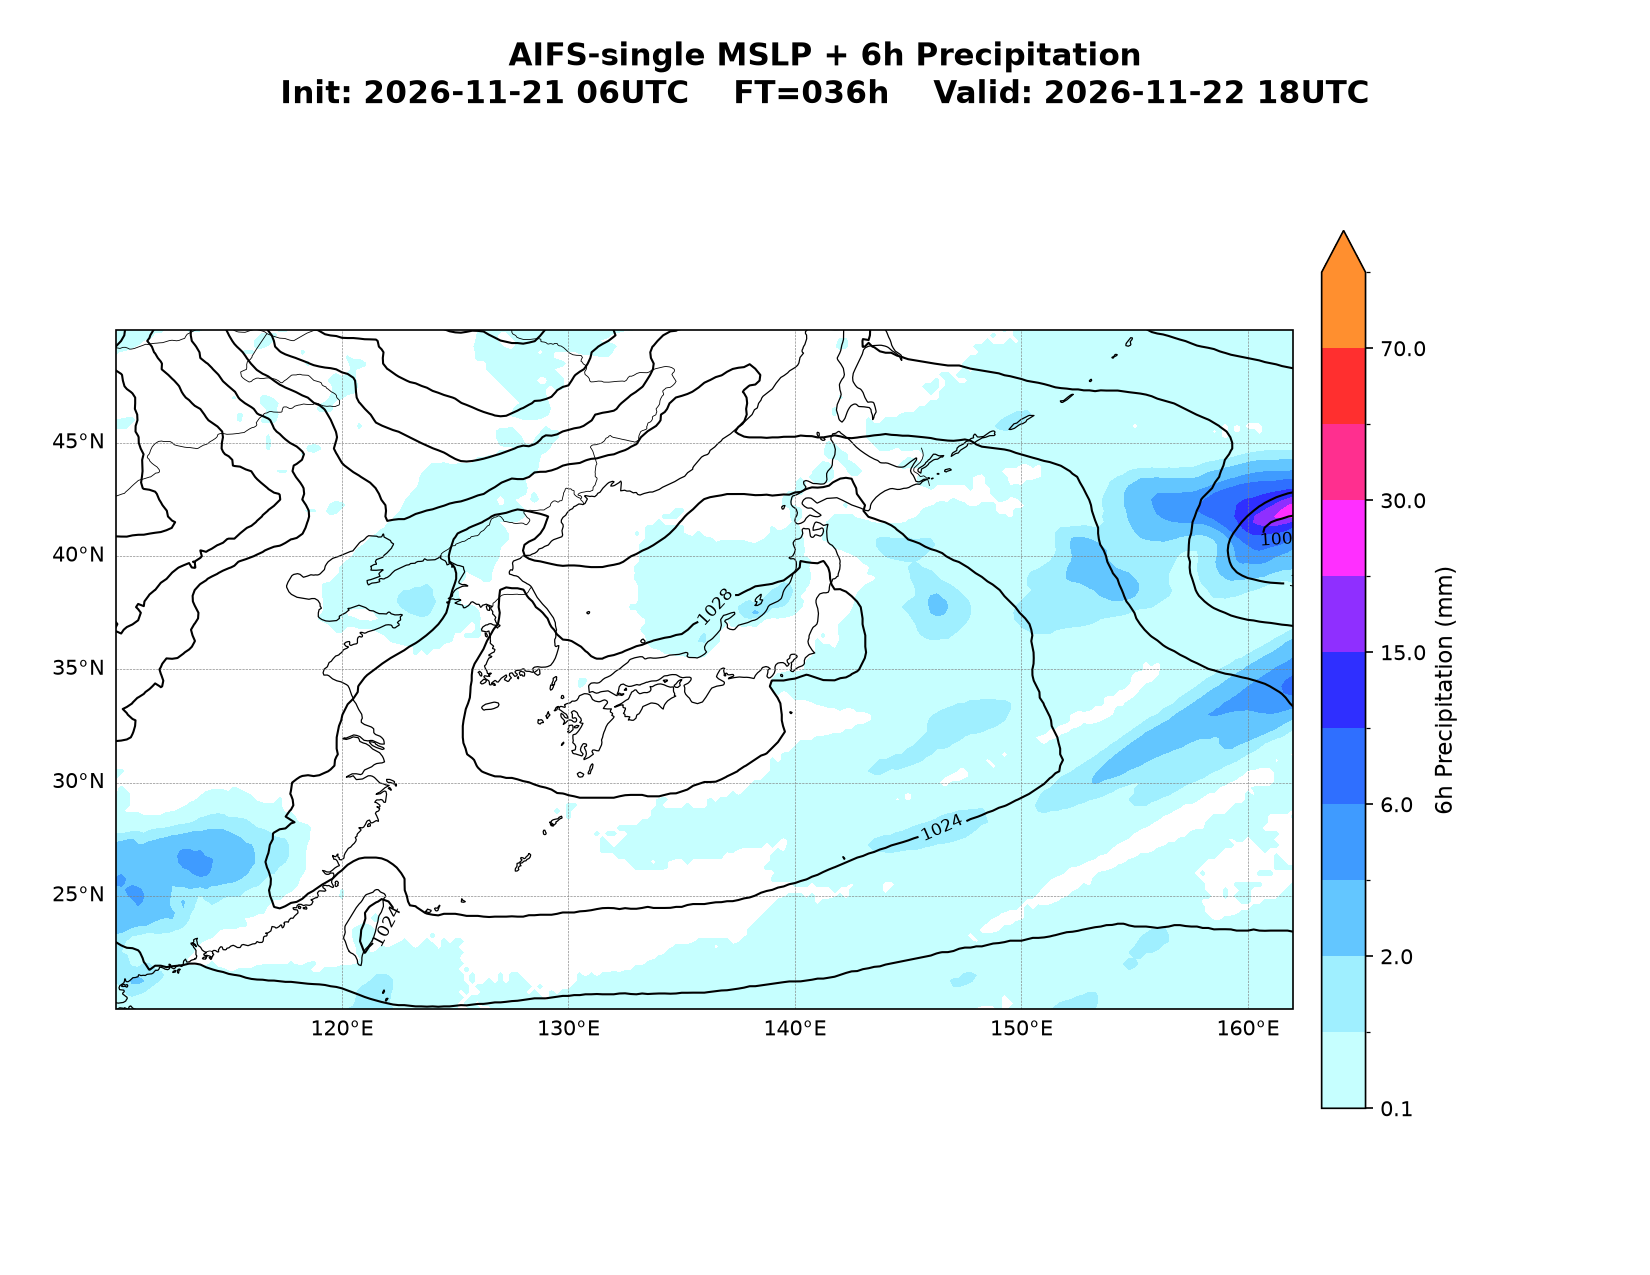 AIFS-single MSLP + 6h Precipitation
Init: 2026-11-21 06UTC    FT=036h    Valid: 2026-11-22 18UTC
70.0
30.0
15.0
6.0
2.0
0.1
6h Precipitation (mm)
45°N
40°N
35°N
30°N
25°N
120°E
130°E
140°E
150°E
160°E
1028
1024
1024
100